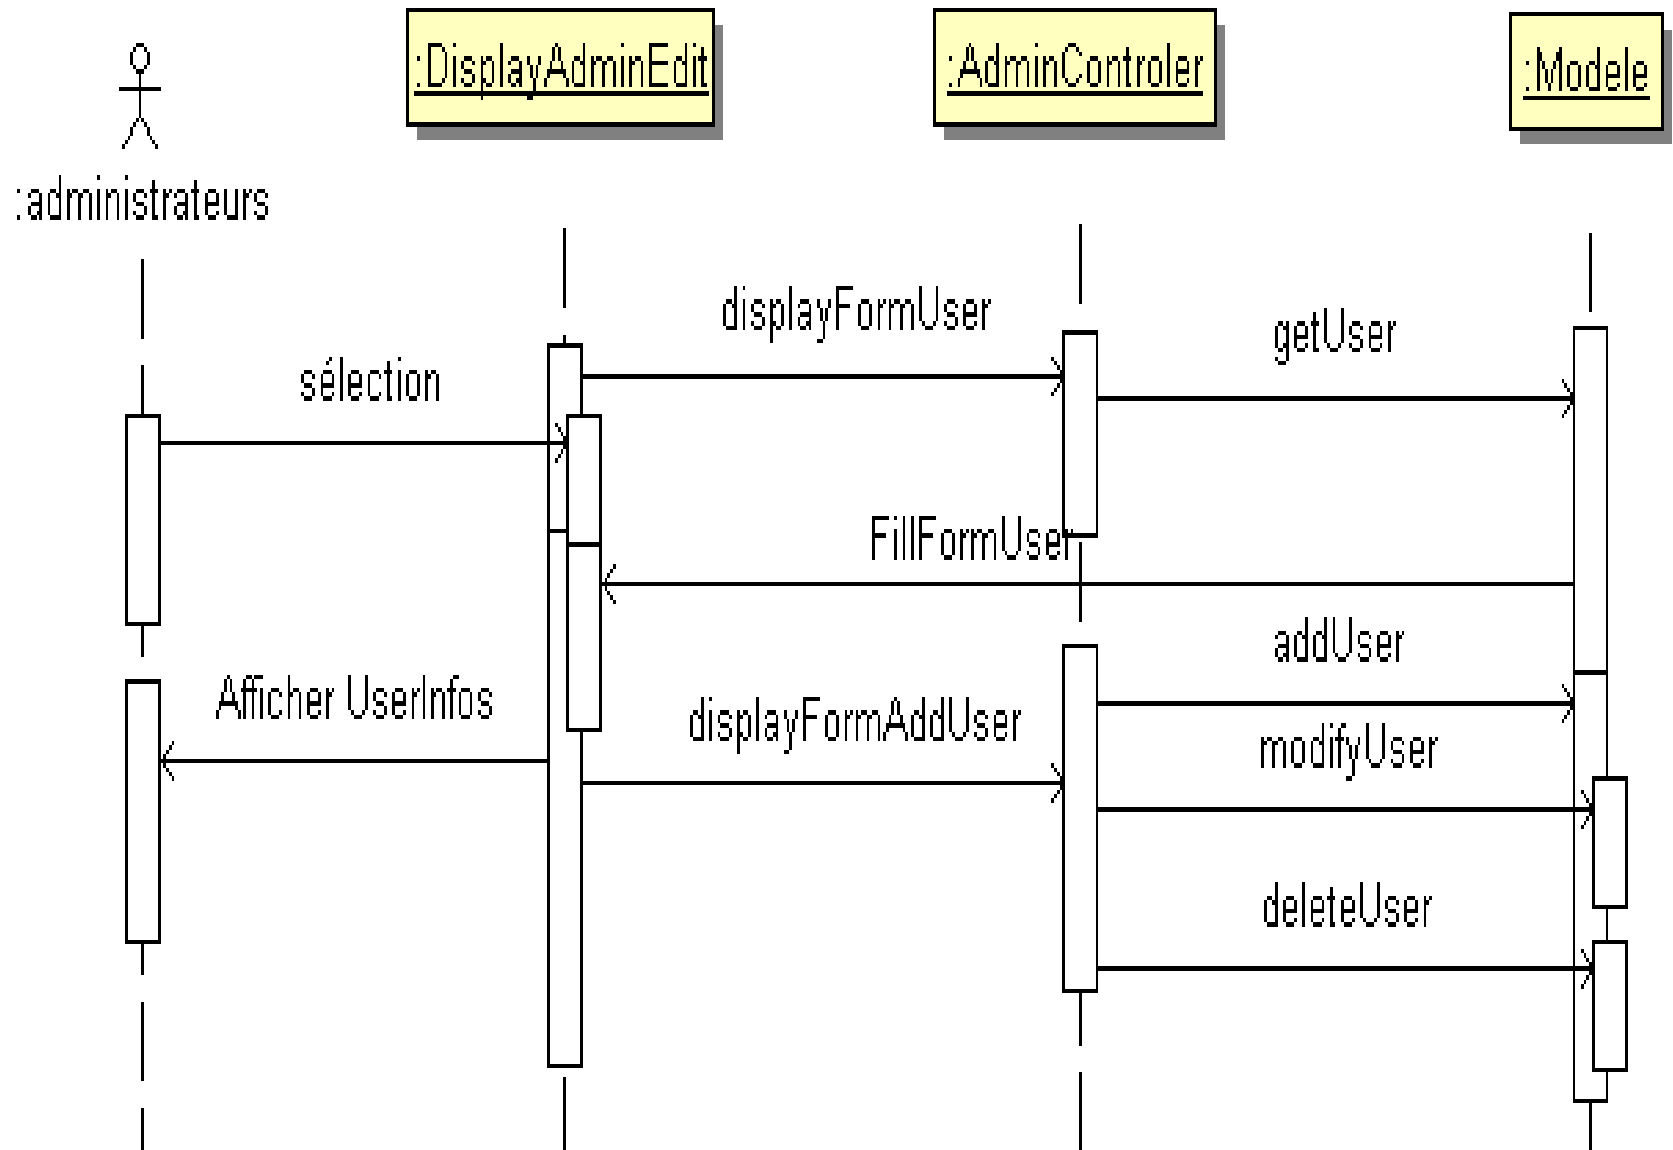 :DisplayAdminEdit
:AdminControler
:Modele
:administrateurs
displayFormUser
getUser
sélection
FillFormUser
addUser
Afficher UserInfos
displayFormAddUser
modifyUser
deleteUser